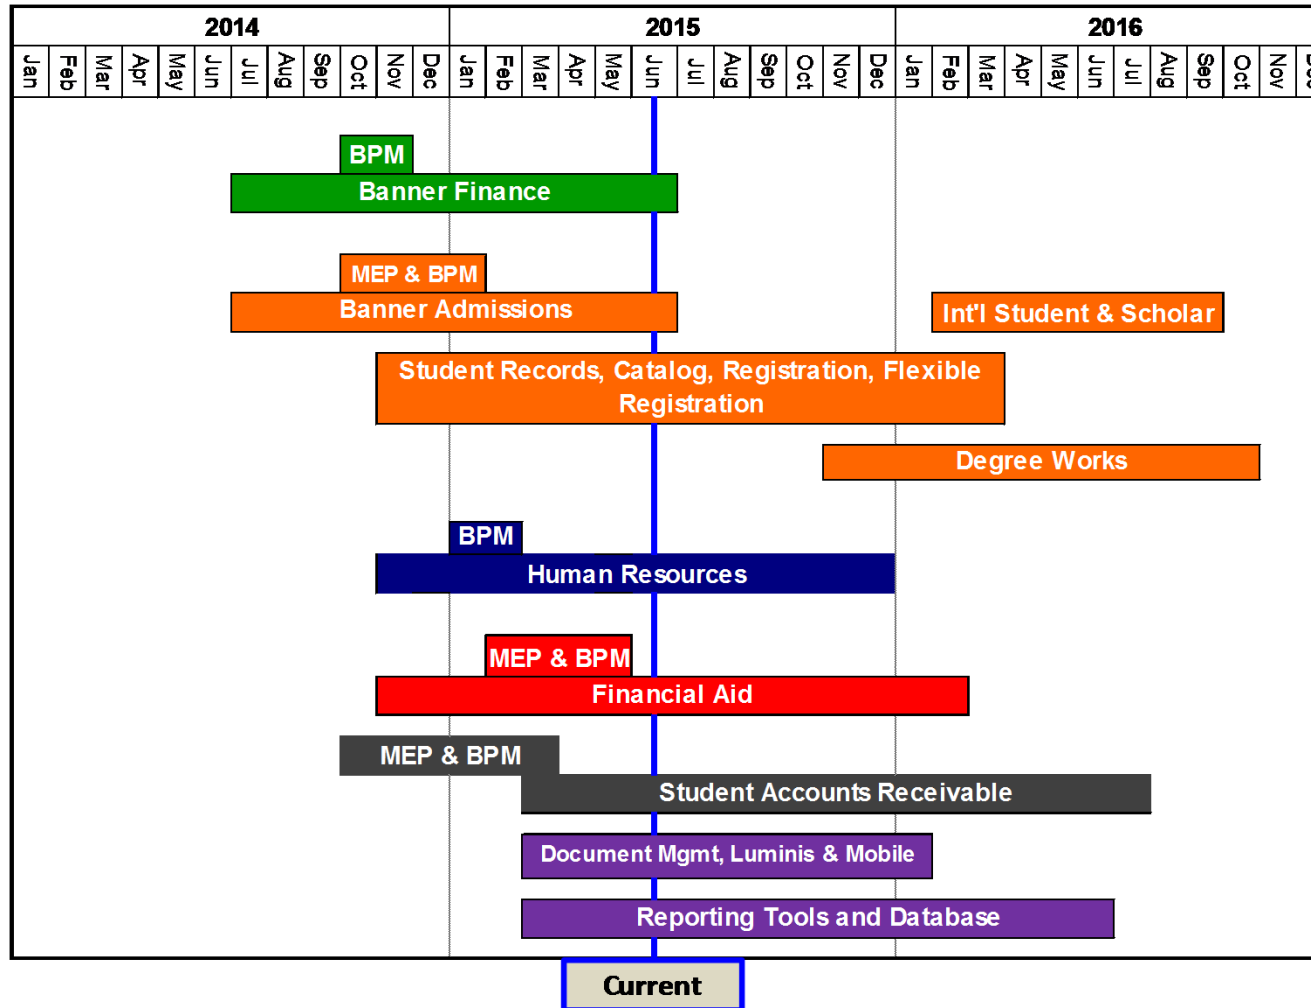 2014 2015 2016
Jan Feb Mar Apr May Jun Jul Aug Sep Oct Nov Dec Jan Feb Mar Apr May Jun Jul Aug Sep Oct Nov Dec Jan Feb Mar Apr May Jun Jul Aug Sep Oct Nov Dec
BPM
Banner Finance
MEP & BPM
Banner Admissions
Int'l Student & Scholar
Student Records, Catalog, Registration, Flexible
Registration
Degree Works
BPM
Human Resources
MEP & BPM
Financial Aid
MEP & BPM
Student Accounts Receivable
Document Mgmt, Luminis & Mobile
Reporting Tools and Database
Current